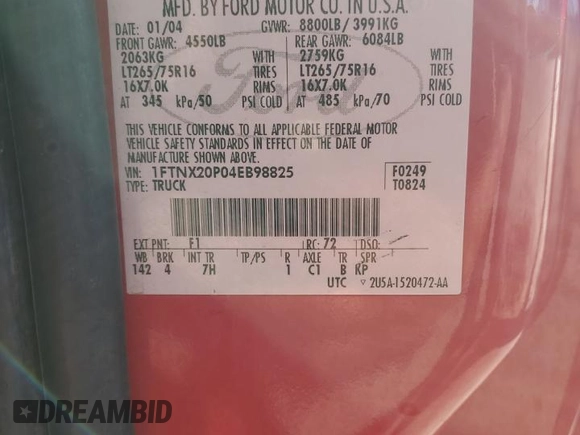 MFD. BY FORD MOTOR CO. IN U.S.A.
DATE: 01/04 GVWR: 8800LB/ 3991KG
FRONT GAWR: 4550LB REAR GAWR: 6084LB
2063KG WITH 2759KG WITH
LT265/75R16 TIRES LT265/75R16 TIRES
16X7.0K RIMS 16X7.0K RIMS
AT 345 kPa/50 PSI COLD AT 485 kPa/70 PSI COLD
Ford
THIS VEHICLE CONFORMS TO ALL APPLICABLE FEDERAL MOTOR
VEHICLE SAFETY STANDARDS IN EFFECT ON THE DATE OF
MANUFACTURE SHOWN ABOVE.
VIN: 1FTNX20P04EB98825 F0249
TYPE: TRUCK T0824
EXT PNT: F1 RC: 72 DSO:
WB BRK INT TR TP/PS R AXLE TR SPR
142 4 7H 1 C1 B KP
UTC ▽ 2U5A-1520472-AA
DREAMBID